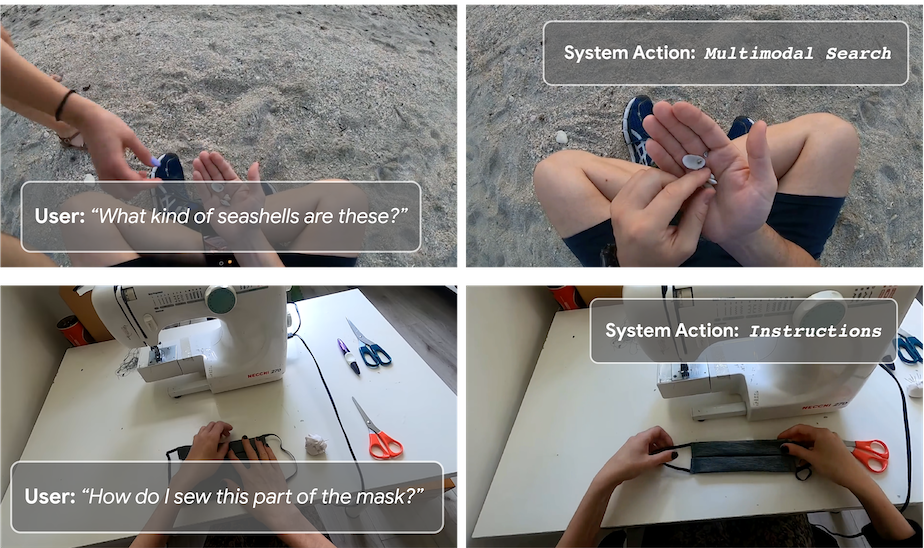 System Action: Multimodal Search
User: “What kind of seashells are these?”
System Action: Instructions
NECCHI 270
User: “How do I sew this part of the mask?”